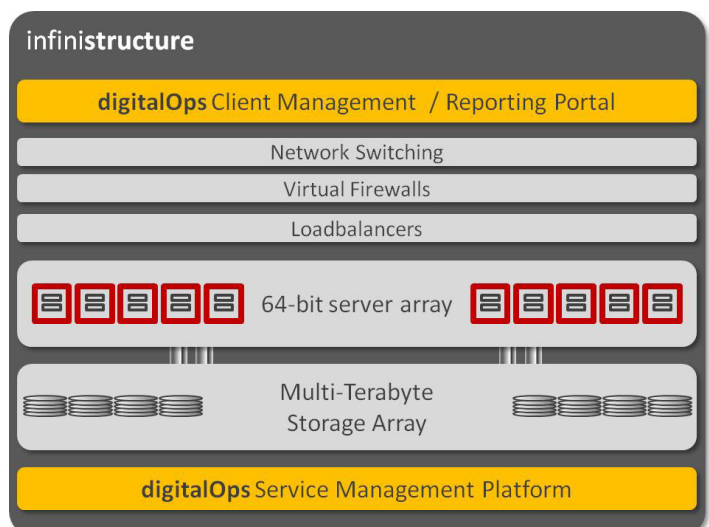 infinistructure
digitalOps Client Management / Reporting Portal
Network Switching
Virtual Firewalls
Loadbalancers
64-bit server array
Multi-Terabyte
Storage Array
digitalOps Service Management Platform